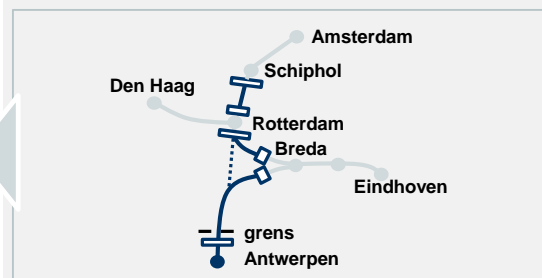 Amsterdam
Schiphol
Den Haag
Rotterdam
Breda
Eindhoven
grens
Antwerpen